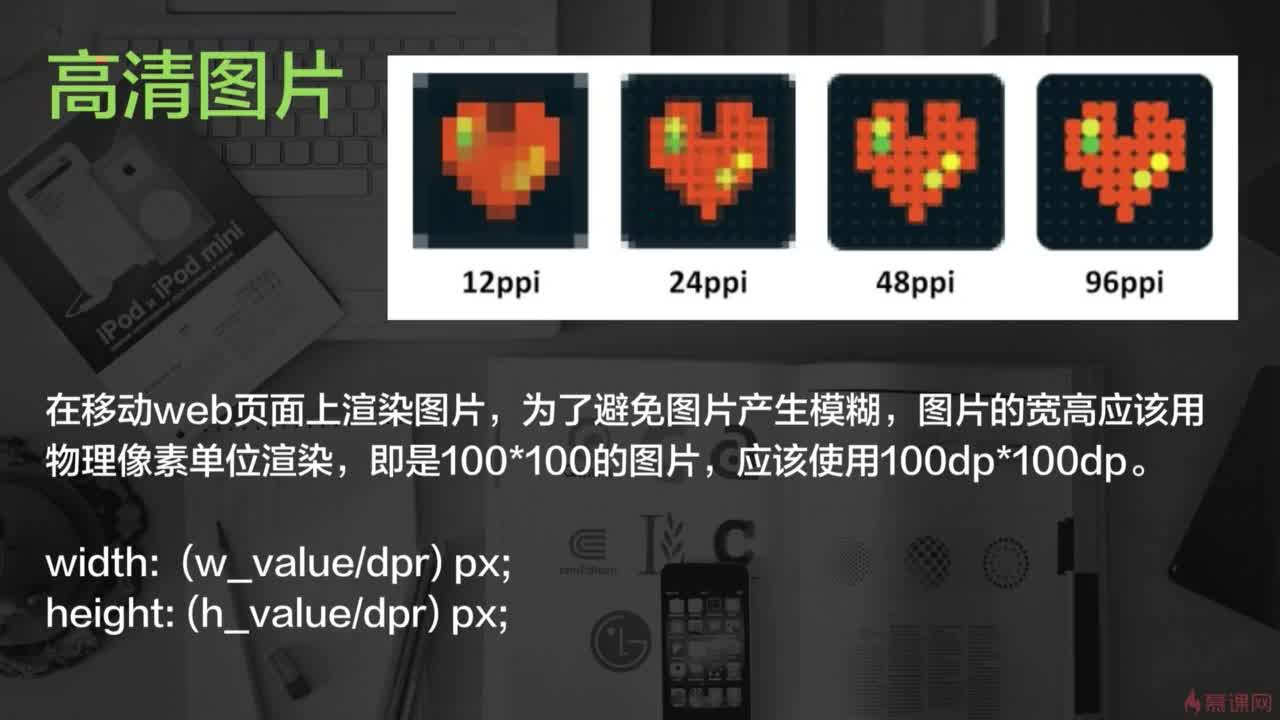 高清图片
12ppi 24ppi 48ppi 96ppi
iPod x iPod mini
在移动web页面上渲染图片，为了避免图片产生模糊，图片的宽高应该用
物理像素单位渲染，即是100*100的图片，应该使用100dp*100dp。
width: (w_value/dpr) px;
height: (h_value/dpr) px;
慕课网